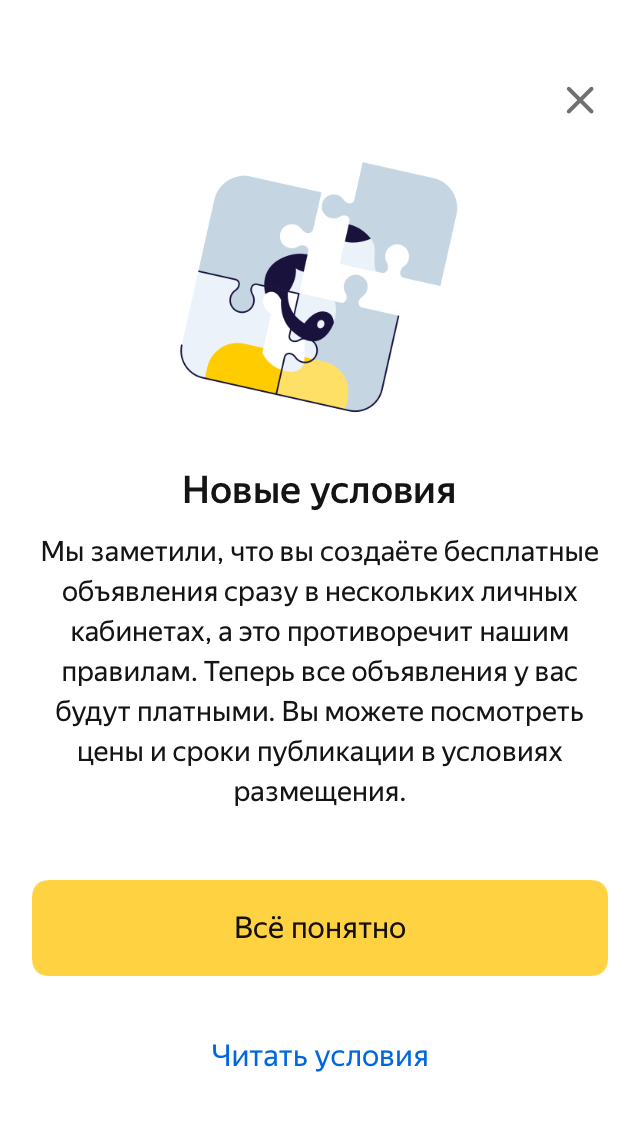 Новые условия
Мы заметили, что вы создаёте бесплатные
объявления сразу в нескольких личных
кабинетах, а это противоречит нашим
правилам. Теперь все объявления у вас
будут платными. Вы можете посмотреть
цены и сроки публикации в условиях
размещения.
Всё понятно
Читать условия